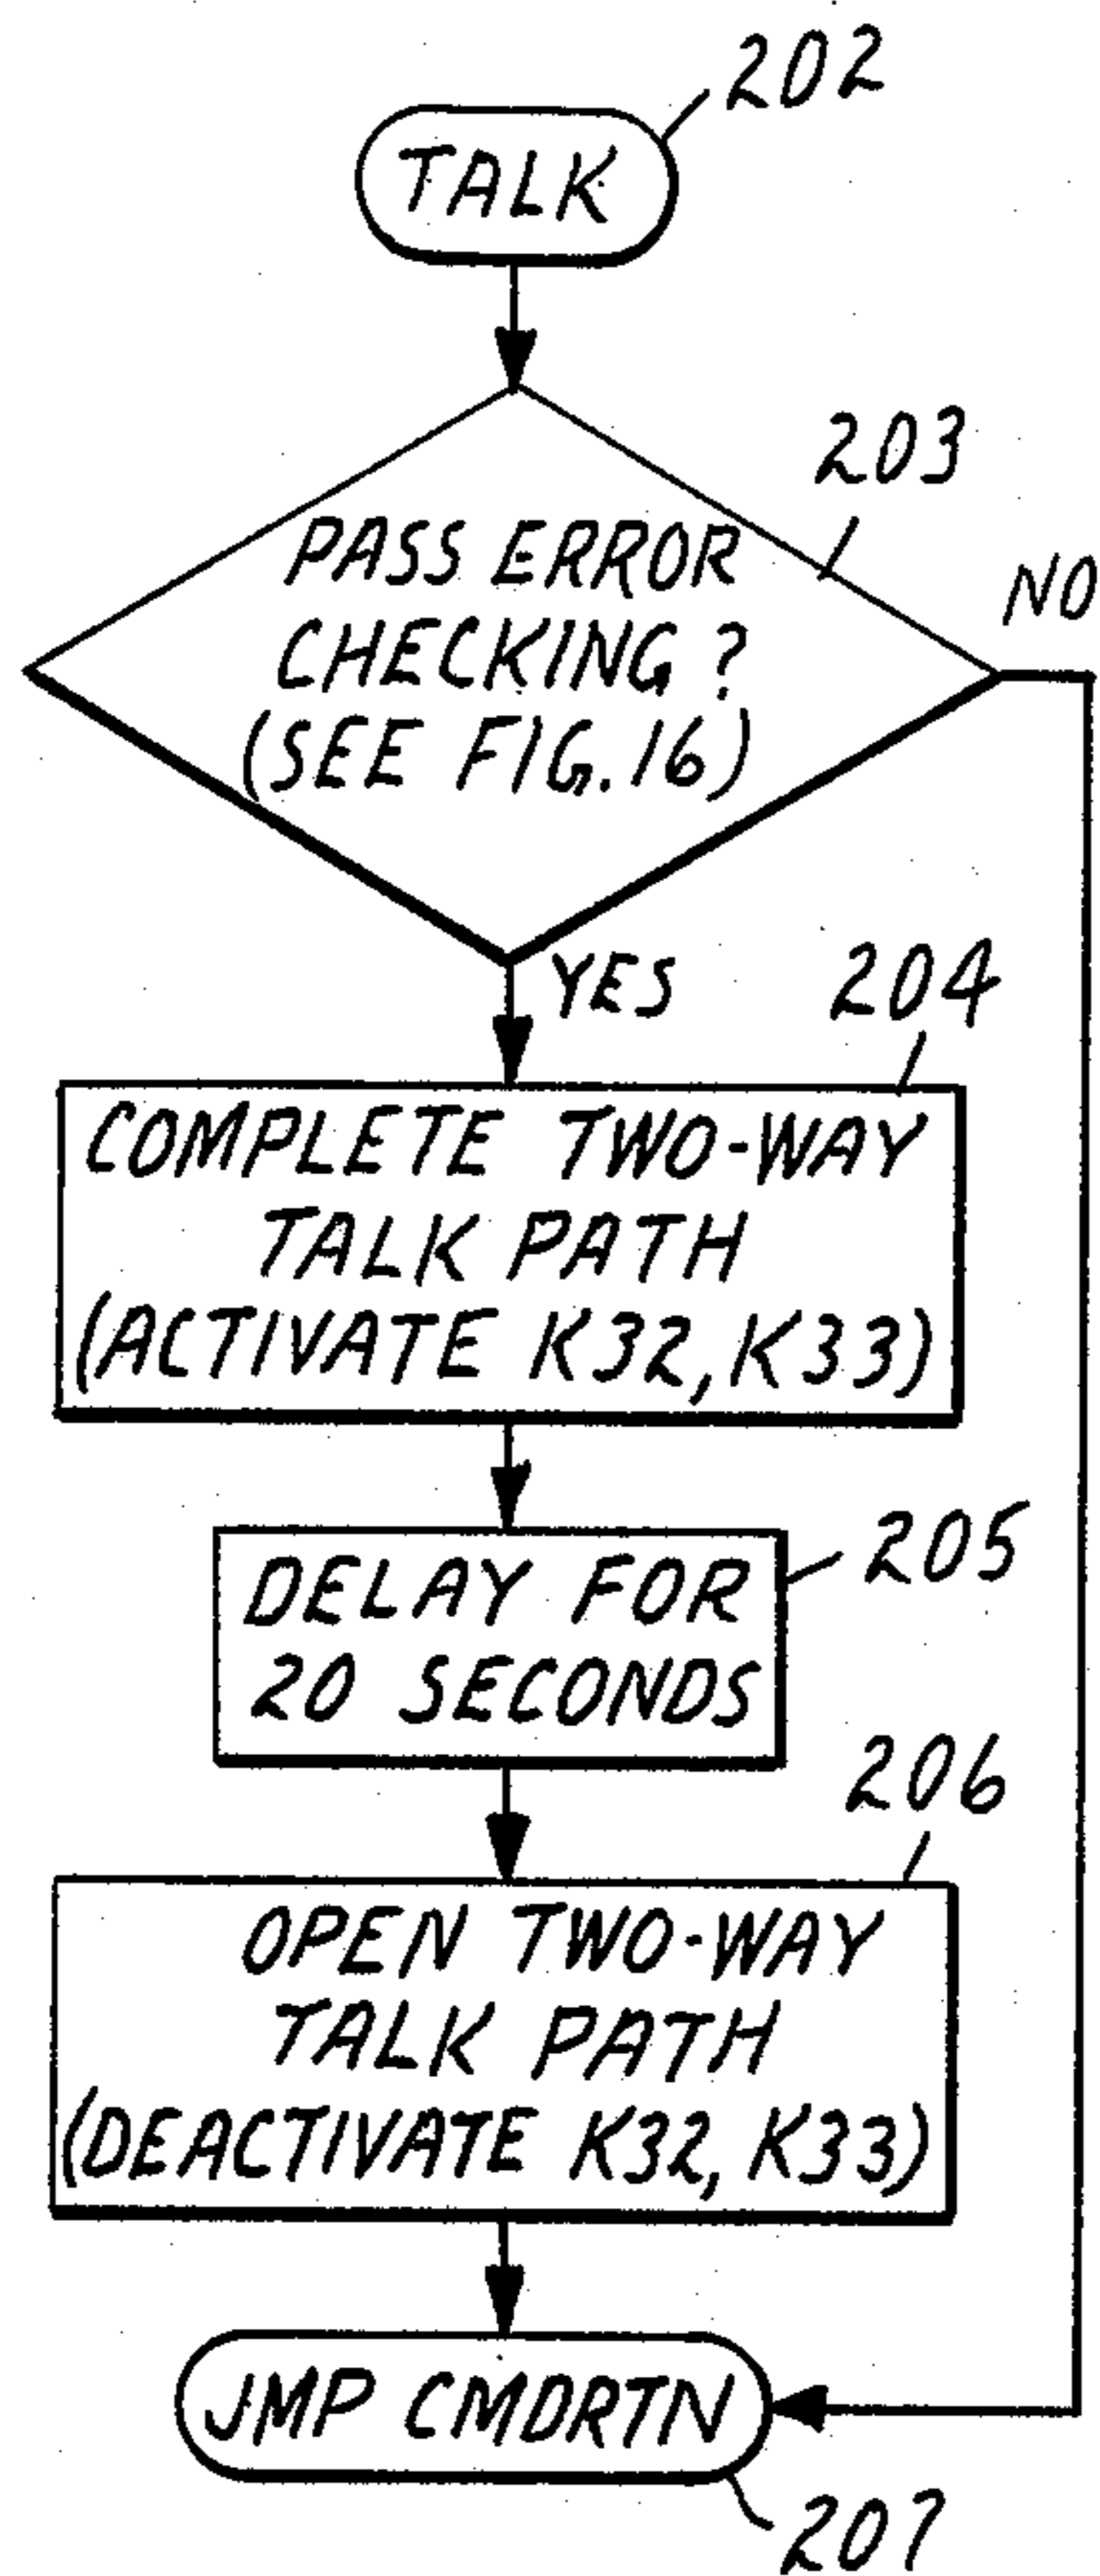 202
TALK
203
PASS ERROR
CHECKING ?
(SEE FIG. 16)
NO
YES
204
COMPLETE TWO-WAY
TALK PATH
(ACTIVATE K32, K33)
205
DELAY FOR
20 SECONDS
206
OPEN TWO-WAY
TALK PATH
(DEACTIVATE K32, K33)
JMP CMDRTN
207